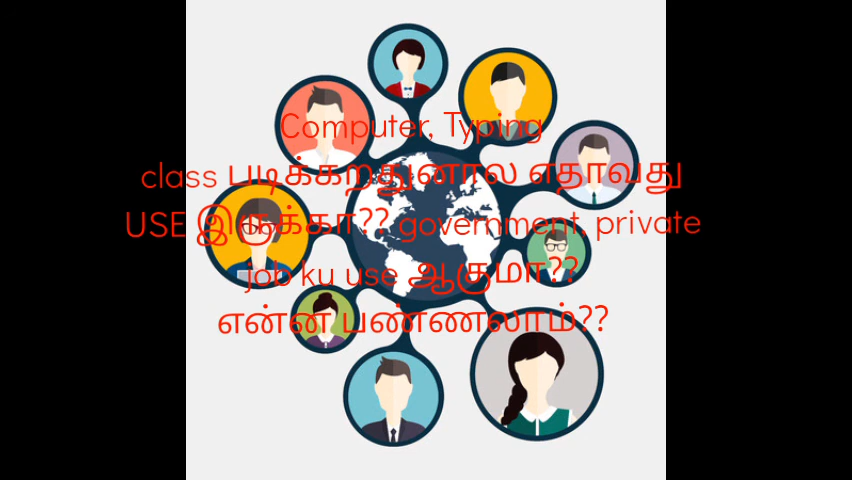 Computer, Typing
class படிக்கறதுனால எதாவது
USE இருக்கா?? government, private
job ku use ஆகுமா??
என்ன பண்ணலாம்??